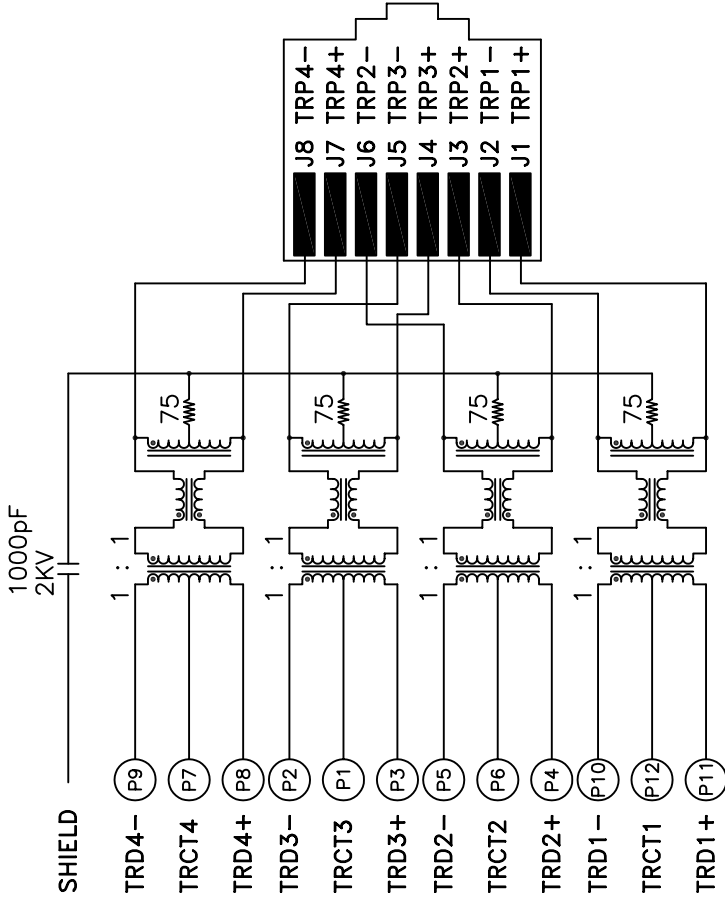 J8 TRP4-
J7 TRP4+
J6 TRP2-
J5 TRP3-
J4 TRP3+
J3 TRP2+
J2 TRP1-
J1 TRP1+
75
75
75
75
1000pF
2KV
1 : 1
1 : 1
1 : 1
1 : 1
P9
P7
P8
P2
P1
P3
P5
P6
P4
P10
P12
P11
SHIELD
TRD4-
TRCT4
TRD4+
TRD3-
TRCT3
TRD3+
TRD2-
TRCT2
TRD2+
TRD1-
TRCT1
TRD1+